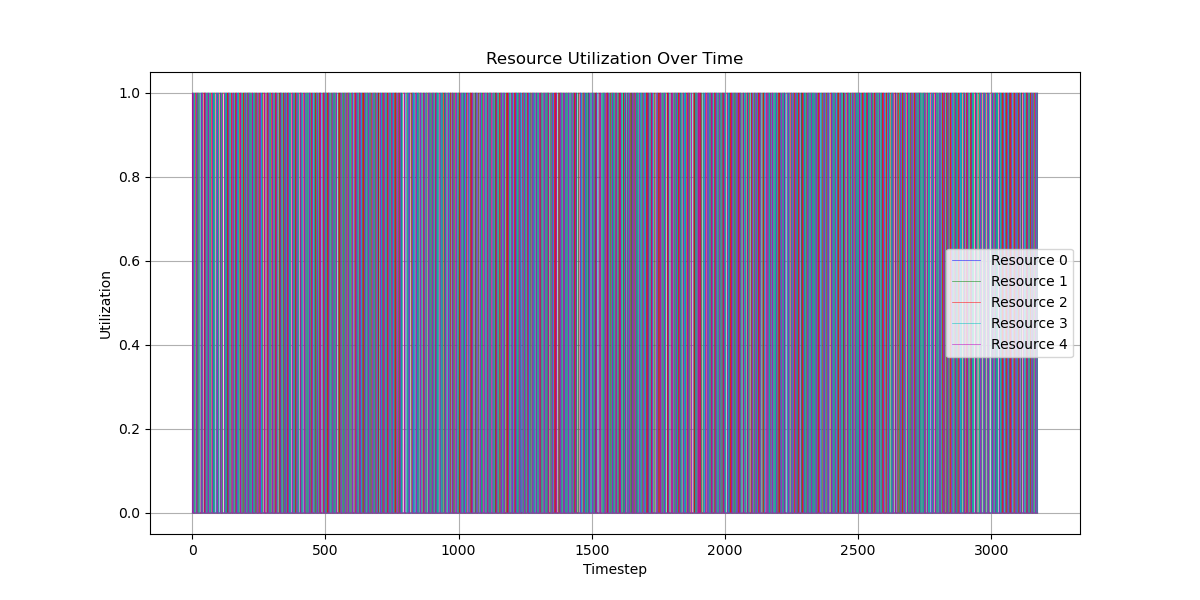 Resource Utilization Over Time
1.0
0.8
0.6
0.4
0.2
0.0
Utilization
Resource 0
Resource 1
Resource 2
Resource 3
Resource 4
0 500 1000 1500 2000 2500 3000
Timestep